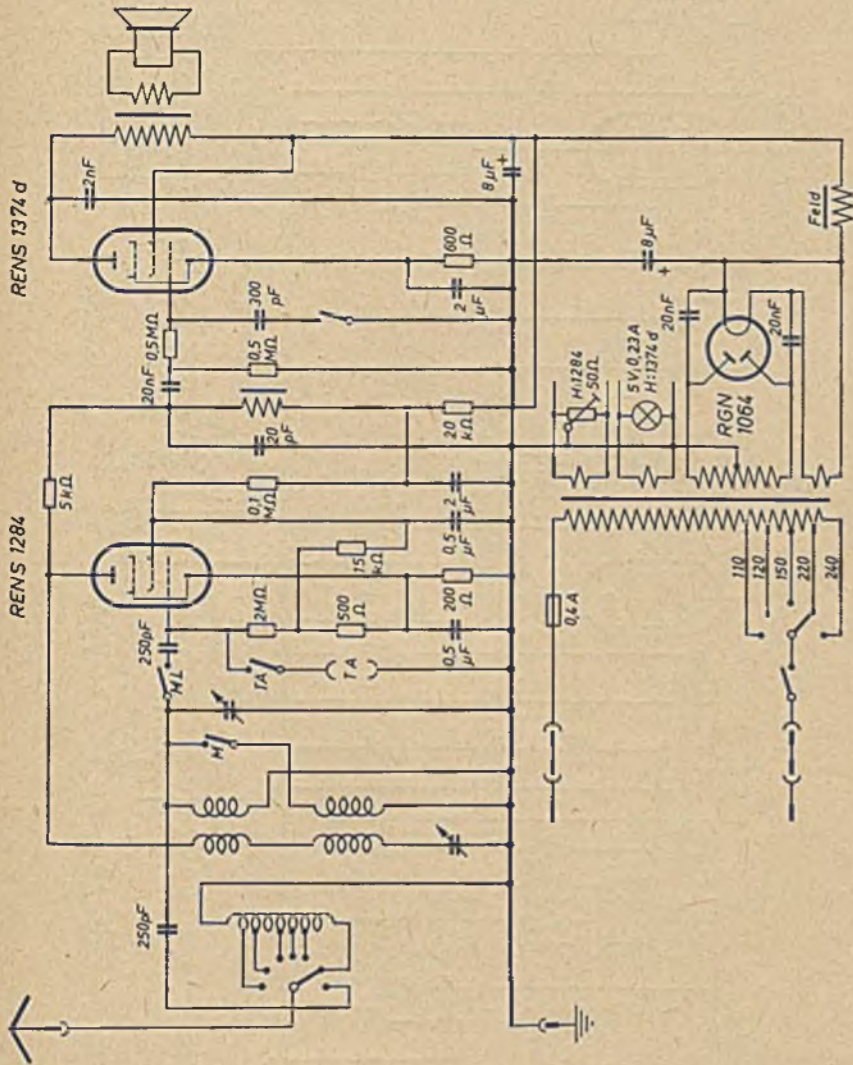 RENS 1284
RENS 1374 d
250pF
250pF
ML
M
TA
TA
2MΩ
500 Ω
15 kΩ
0,5 µF
200 Ω
0,5 µF
2 µF
0,1 MΩ
5 kΩ
20 pF
20 kΩ
20nF
0,5MΩ
0,5 MΩ
300 pF
2 µF
600 Ω
2nF
8µF
+
8µF
+
Feld
H:1284
50Ω
5V;0,23A
H:1374 d
20nF
20nF
RGN
1064
0,4A
110
120
150
220
240